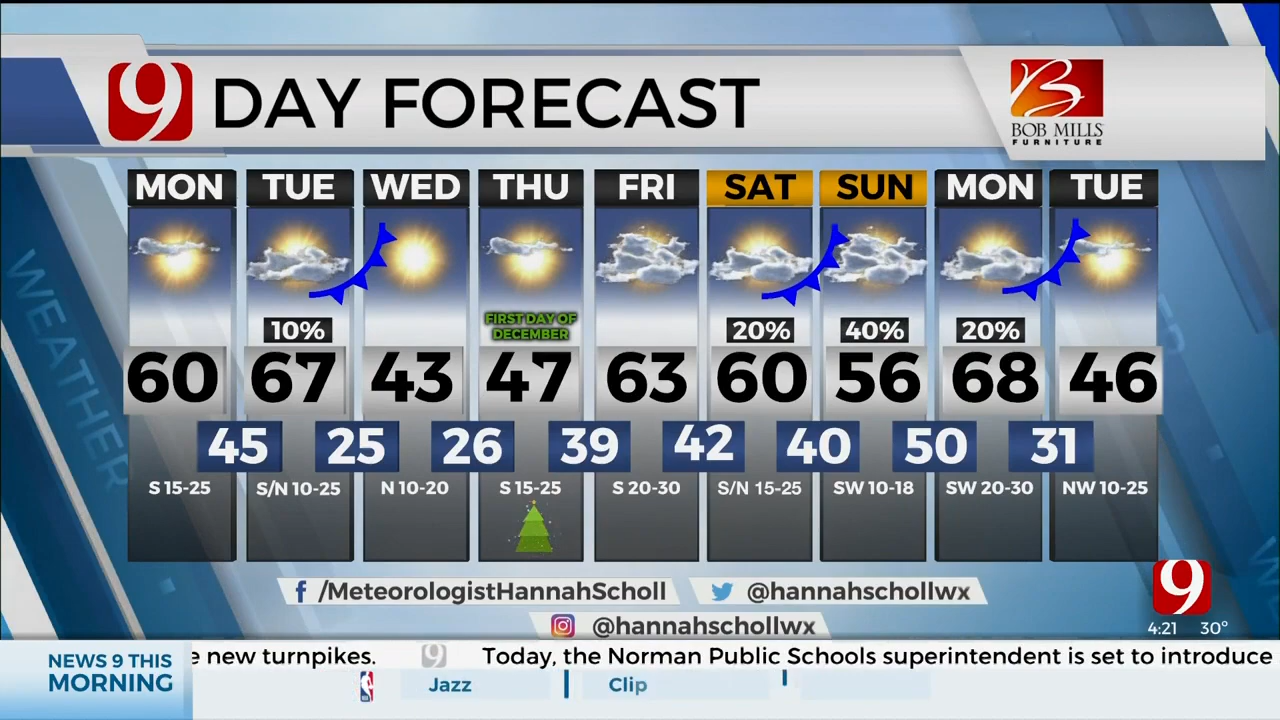 9 DAY FORECAST
BOB MILLS
FURNITURE
MON TUE WED THU FRI SAT SUN MON TUE
FIRST DAY OF
DECEMBER
10% 20% 40% 20%
60 67 43 47 63 60 56 68 46
45 25 26 39 42 40 50 31
S 15-25 S/N 10-25 N 10-20 S 15-25 S 20-30 S/N 15-25 SW 10-18 SW 20-30 NW 10-25
f /MeteorologistHannahScholl @hannahschollwx
@hannahschollwx
9
4:21 30°
NEWS 9 THIS
MORNING
e new turnpikes. 9 Today, the Norman Public Schools superintendent is set to introduce
Jazz Clip
WEATHER